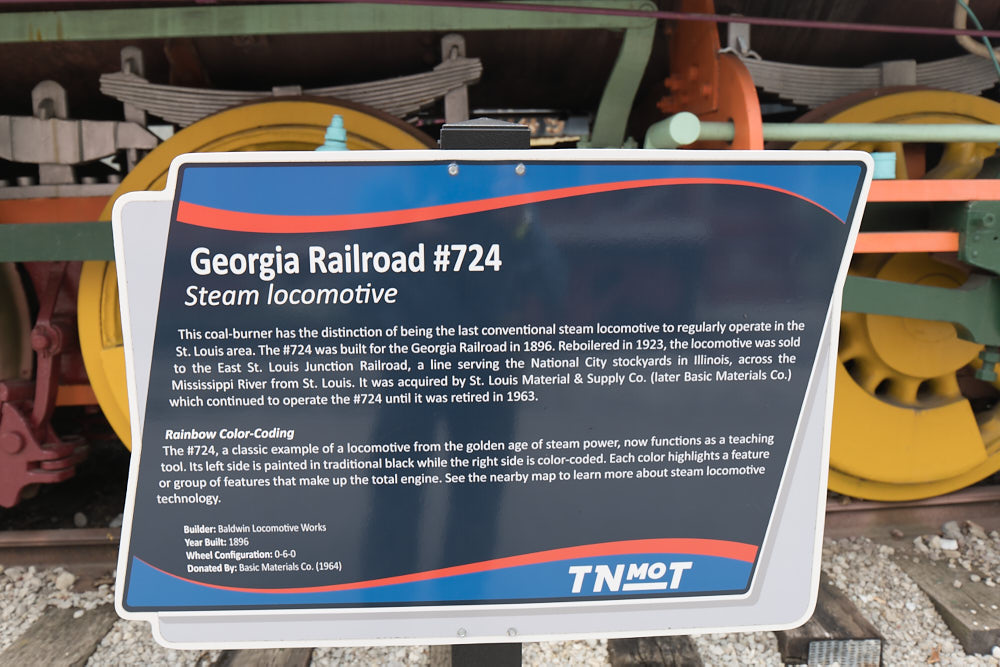 Georgia Railroad #724
Steam locomotive
This coal-burner has the distinction of being the last conventional steam locomotive to regularly operate in the
St. Louis area. The #724 was built for the Georgia Railroad in 1896. Reboilered in 1923, the locomotive was sold
to the East St. Louis Junction Railroad, a line serving the National City stockyards in Illinois, across the
Mississippi River from St. Louis. It was acquired by St. Louis Material & Supply Co. (later Basic Materials Co.)
which continued to operate the #724 until it was retired in 1963.
Rainbow Color-Coding
The #724, a classic example of a locomotive from the golden age of steam power, now functions as a teaching
tool. Its left side is painted in traditional black while the right side is color-coded. Each color highlights a feature
or group of features that make up the total engine. See the nearby map to learn more about steam locomotive
technology.
Builder: Baldwin Locomotive Works
Year Built: 1896
Wheel Configuration: 0-6-0
Donated By: Basic Materials Co. (1964)
TNMOT